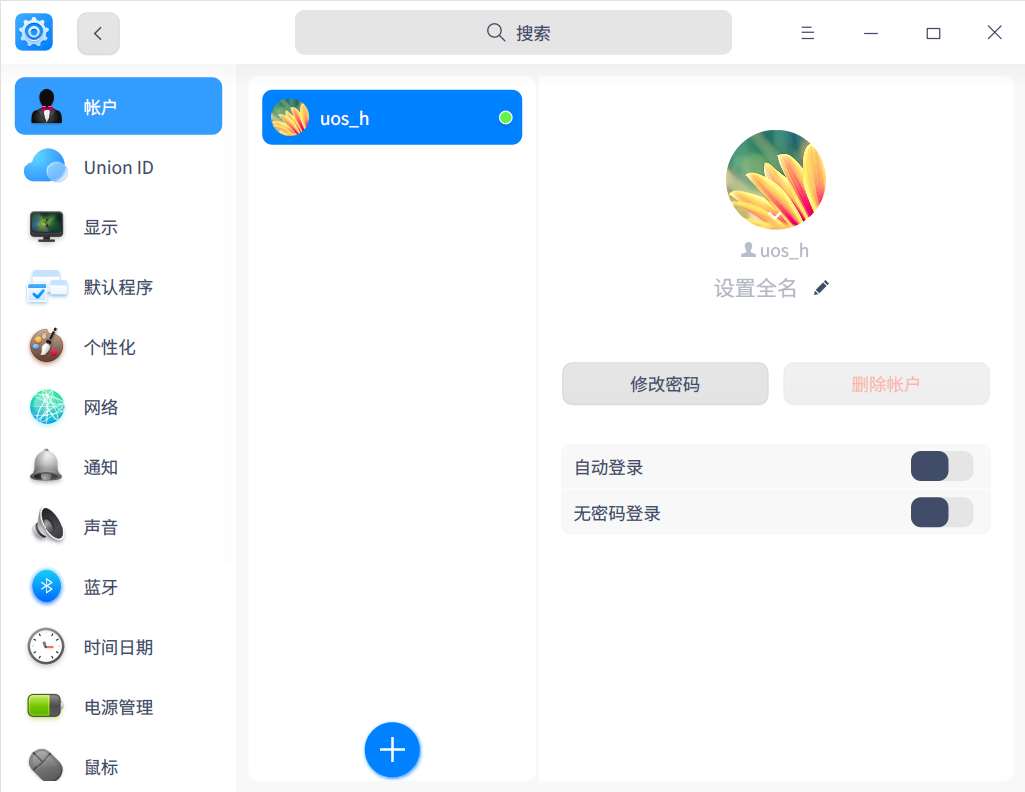 搜索
帐户
Union ID
显示
默认程序
个性化
网络
通知
声音
蓝牙
时间日期
电源管理
鼠标
uos_h
uos_h
设置全名
修改密码
删除帐户
自动登录
无密码登录